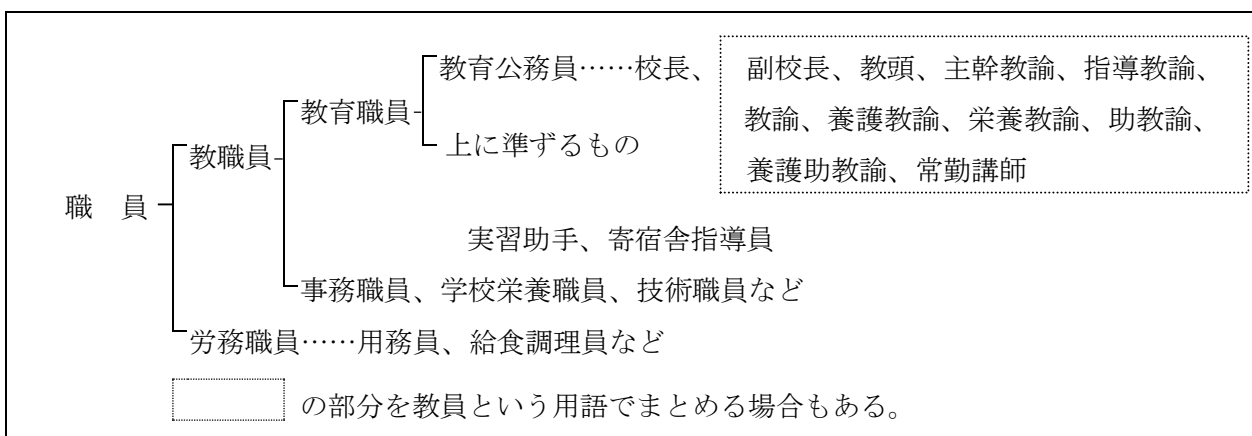 教育公務員……校長、 副校長、教頭、主幹教諭、指導教諭、
教育職員
教諭、養護教諭、栄養教諭、助教諭、
上に準ずるもの
教職員
養護助教諭、常勤講師
職 員
実習助手、寄宿舎指導員
事務職員、学校栄養職員、技術職員など
労務職員……用務員、給食調理員など
の部分を教員という用語でまとめる場合もある。